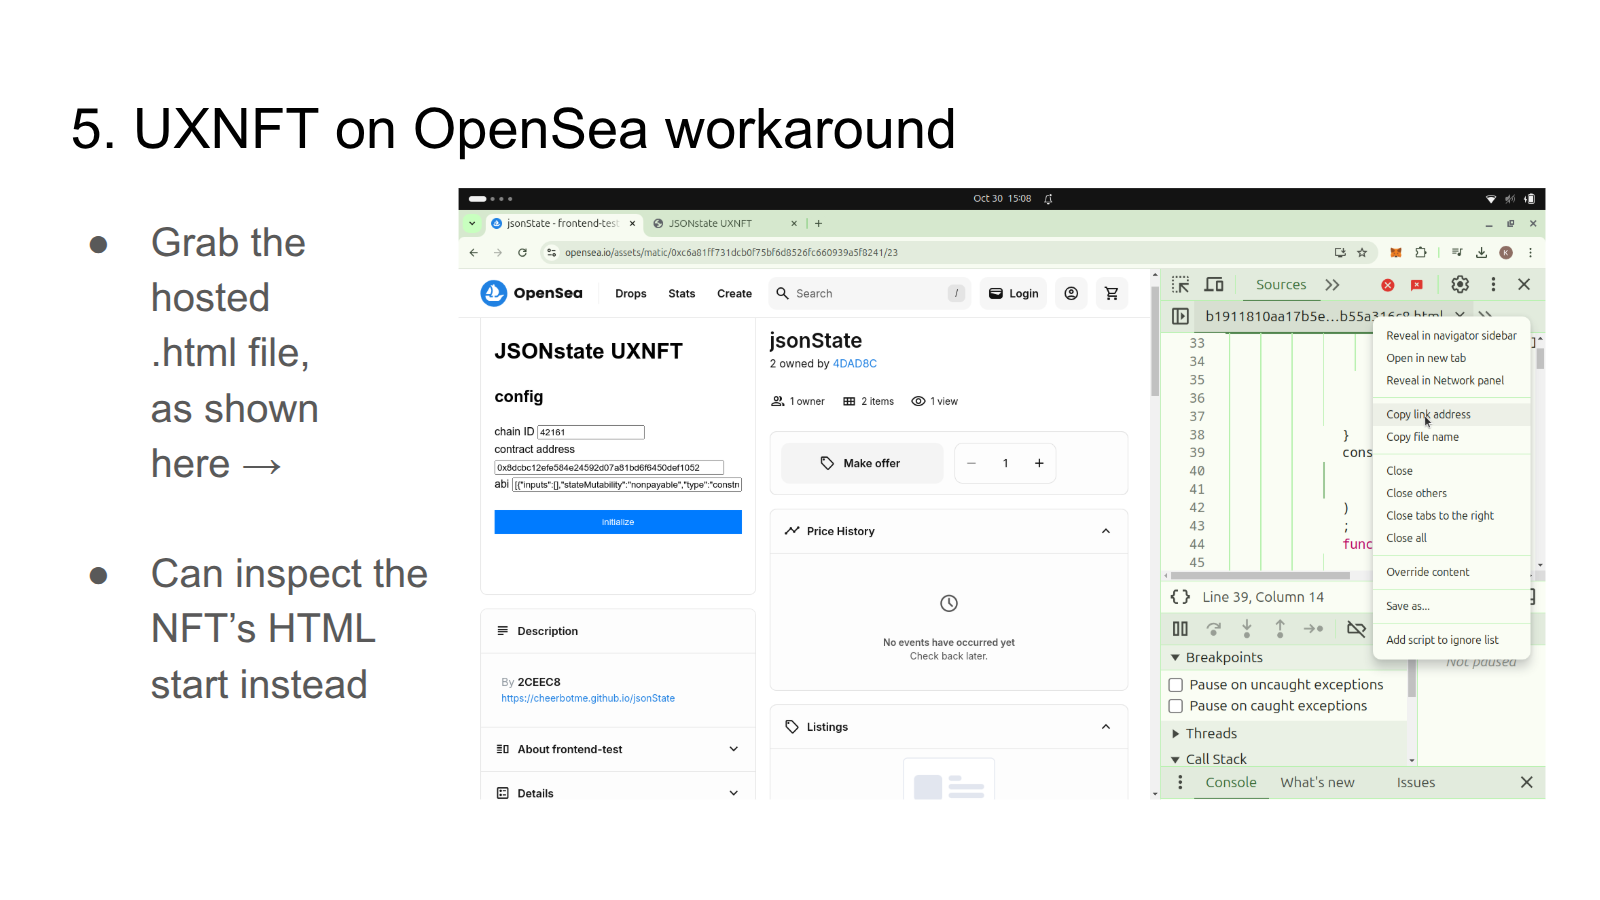 5. UXNFT on OpenSea workaround
● Grab the
hosted
.html file,
as shown
here →
● Can inspect the
NFT’s HTML
start instead
Oct 30 15:08
jsonState - frontend-test
JSONstate UXNFT
opensea.io/assets/matic/0xc6a81ff731dcb0f75bf6d8526fc660939a5f8241/23
K
OpenSea
Drops
Stats
Create
Search
/
Login
JSONstate UXNFT
config
chain ID 42161
contract address
0x8dcbc12efe584e24592d07a81bd6f6450def1052
abi [{"inputs":[],"stateMutability":"nonpayable","type":"constr
initialize
Description
By 2CEEC8
https://cheerbotme.github.io/jsonState
About frontend-test
Details
jsonState
2 owned by 4DAD8C
1 owner
2 items
1 view
Make offer
− 1 +
Price History
No events have occurred yet
Check back later.
Listings
Sources
b1911810aa17b5e...b55a316c8.html
33
34
35
36
37
38 }
39 cons
40
41
42 )
43 ;
44 func
45
Reveal in navigator sidebar
Open in new tab
Reveal in Network panel
Copy link address
Copy file name
Close
Close others
Close tabs to the right
Close all
Override content
Save as...
Add script to ignore list
{} Line 39, Column 14
Breakpoints
Not paused
Pause on uncaught exceptions
Pause on caught exceptions
Threads
Call Stack
Console
What's new
Issues